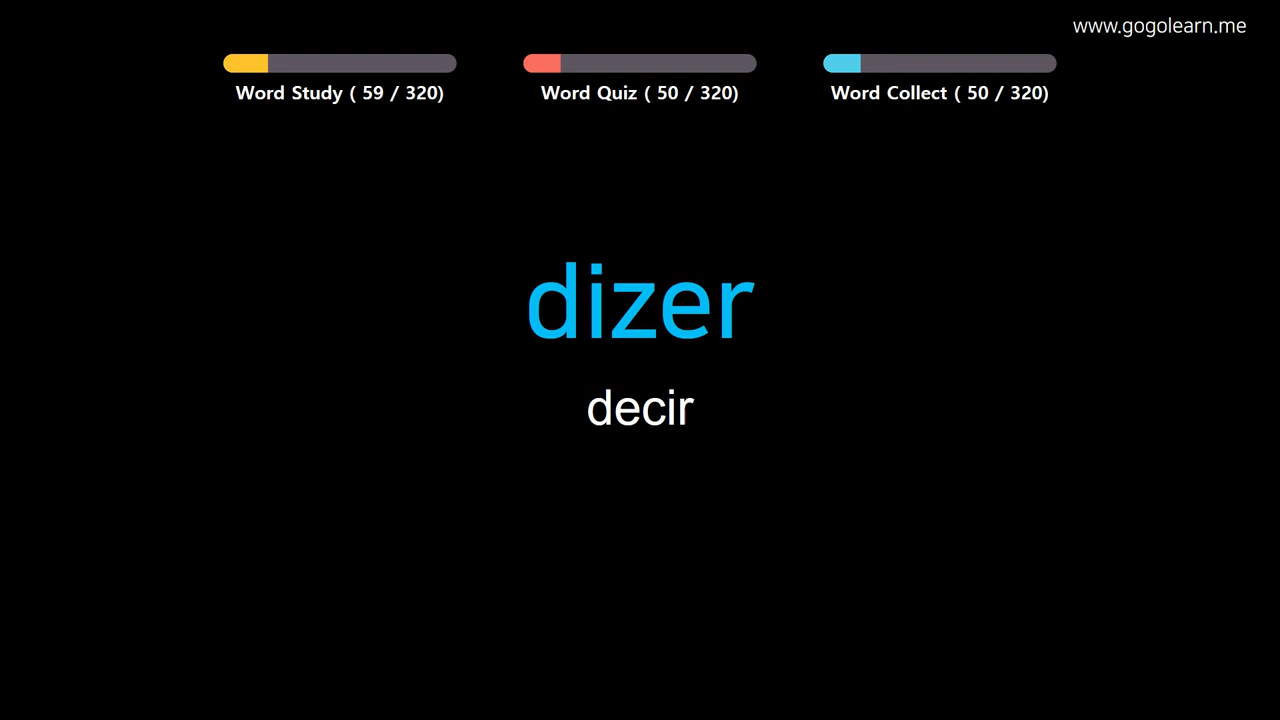 www.gogolearn.me
Word Study ( 59 / 320)
Word Quiz ( 50 / 320)
Word Collect ( 50 / 320)
dizer
decir